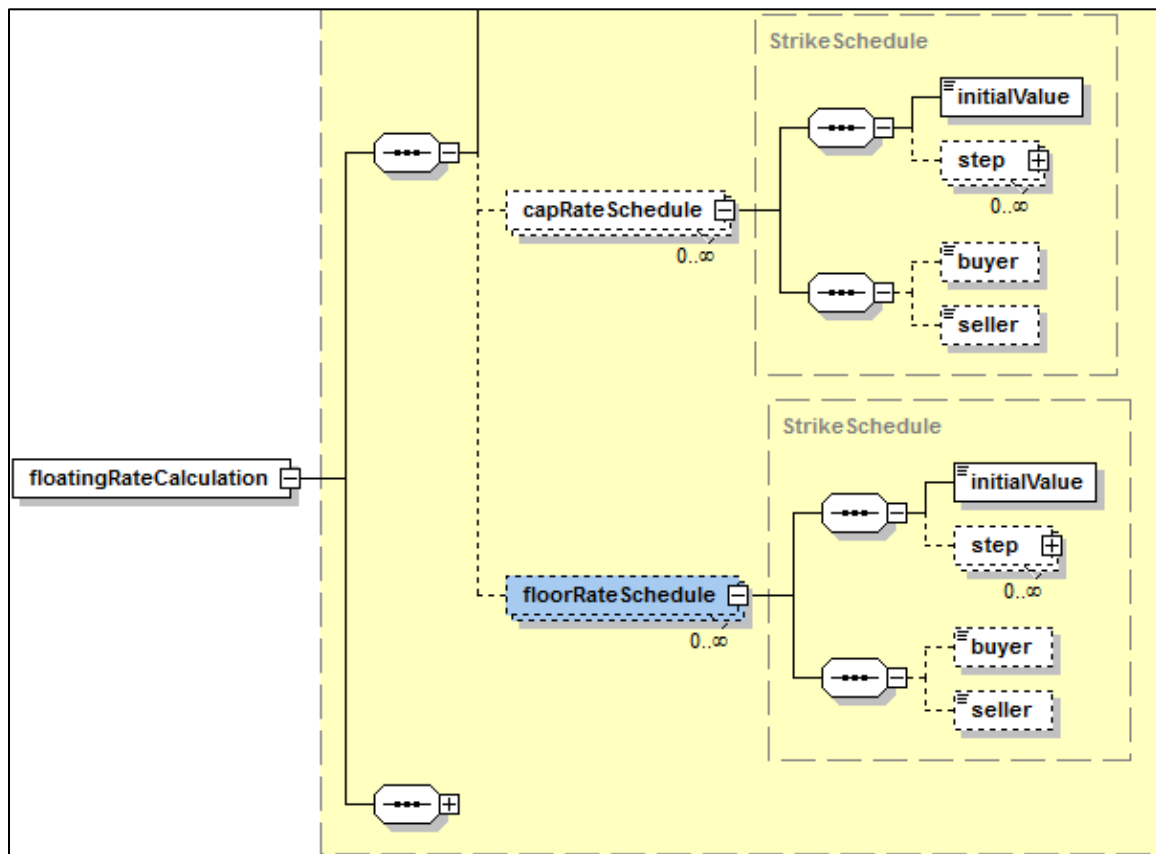 StrikeSchedule
initialValue
step
0..∞
capRateSchedule
0..∞
buyer
seller
StrikeSchedule
floatingRateCalculation
initialValue
step
0..∞
floorRateSchedule
0..∞
buyer
seller